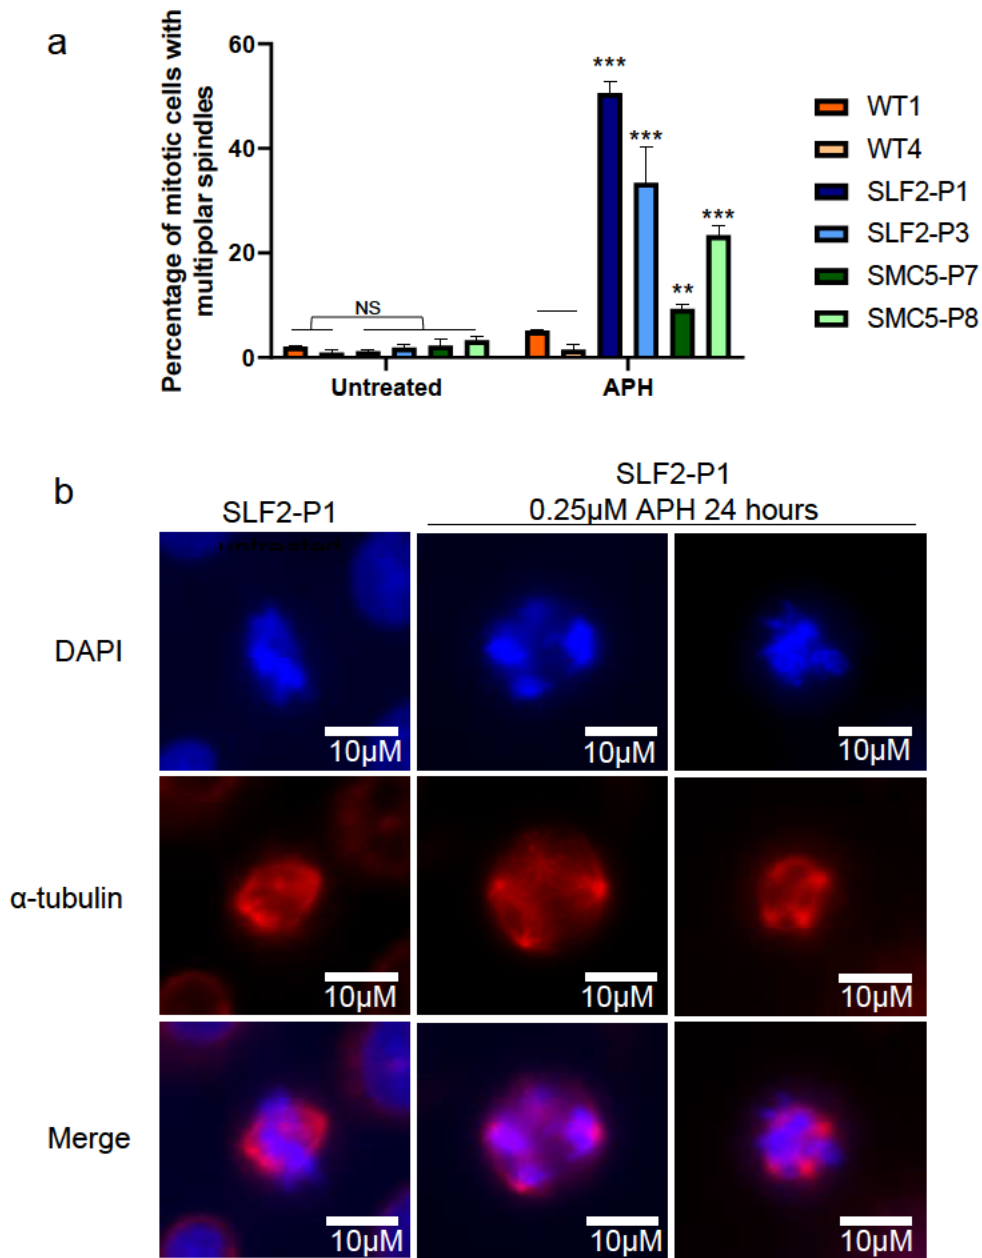 a
Percentage of mitotic cells with
multipolar spindles
60
40
20
0
NS
***
***
**
***
Untreated
APH
WT1
WT4
SLF2-P1
SLF2-P3
SMC5-P7
SMC5-P8
b
SLF2-P1
SLF2-P1
0.25µM APH 24 hours
DAPI
10µM
10µM
10µM
α-tubulin
10µM
10µM
10µM
Merge
10µM
10µM
10µM